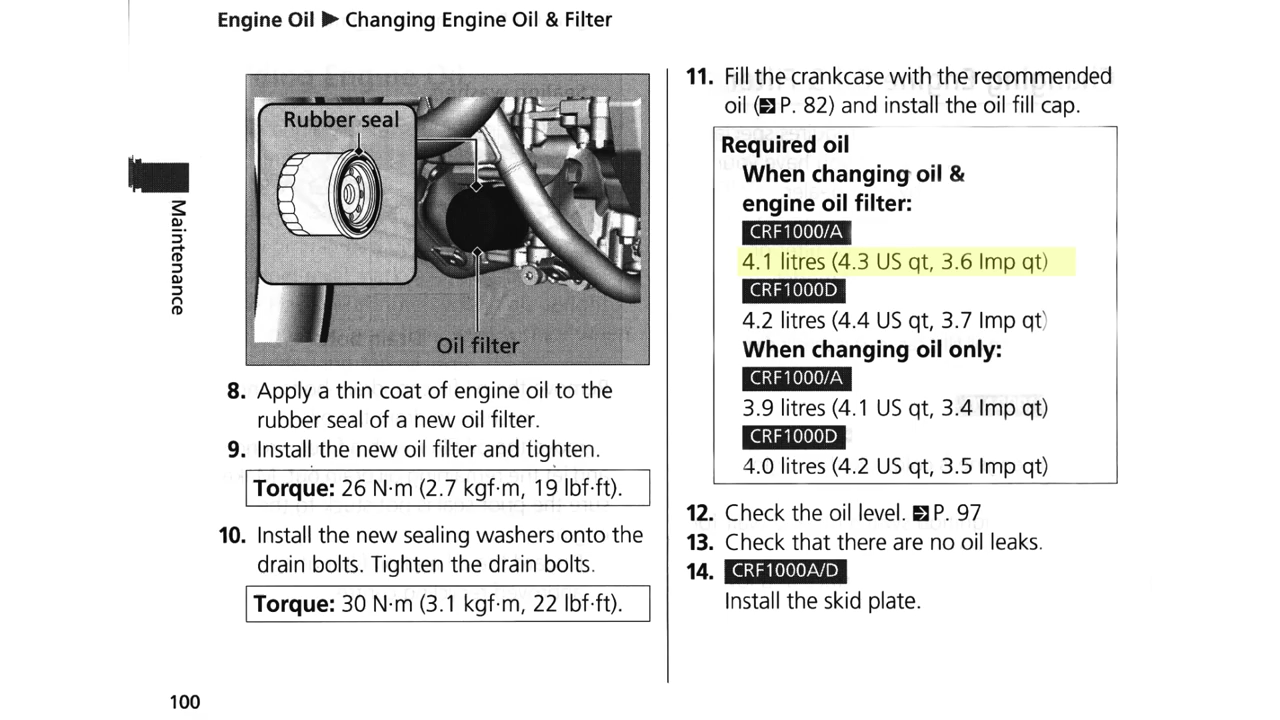 Engine Oil ▶ Changing Engine Oil & Filter
Maintenance
Rubber seal
Oil filter
8. Apply a thin coat of engine oil to the
rubber seal of a new oil filter.
9. Install the new oil filter and tighten.
Torque: 26 N·m (2.7 kgf·m, 19 lbf·ft).
10. Install the new sealing washers onto the
drain bolts. Tighten the drain bolts.
Torque: 30 N·m (3.1 kgf·m, 22 lbf·ft).
11. Fill the crankcase with the recommended
oil (➔P. 82) and install the oil fill cap.
Required oil
When changing oil &
engine oil filter:
CRF1000/A
4.1 litres (4.3 US qt, 3.6 Imp qt)
CRF1000D
4.2 litres (4.4 US qt, 3.7 Imp qt)
When changing oil only:
CRF1000/A
3.9 litres (4.1 US qt, 3.4 Imp qt)
CRF1000D
4.0 litres (4.2 US qt, 3.5 Imp qt)
12. Check the oil level. ➔P. 97
13. Check that there are no oil leaks.
14. CRF1000A/D
Install the skid plate.
100